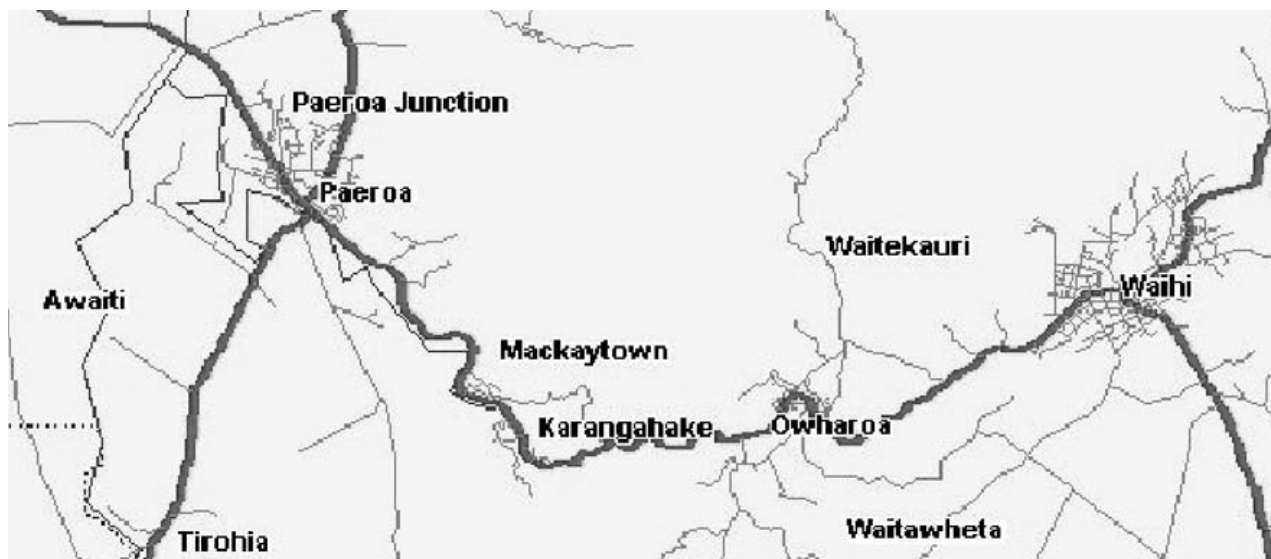 Paeroa Junction
Paeroa
Waitekauri
Waihi
Awaiti
Mackaytown
Karangahake
Owharoa
Waitawheta
Tirohia